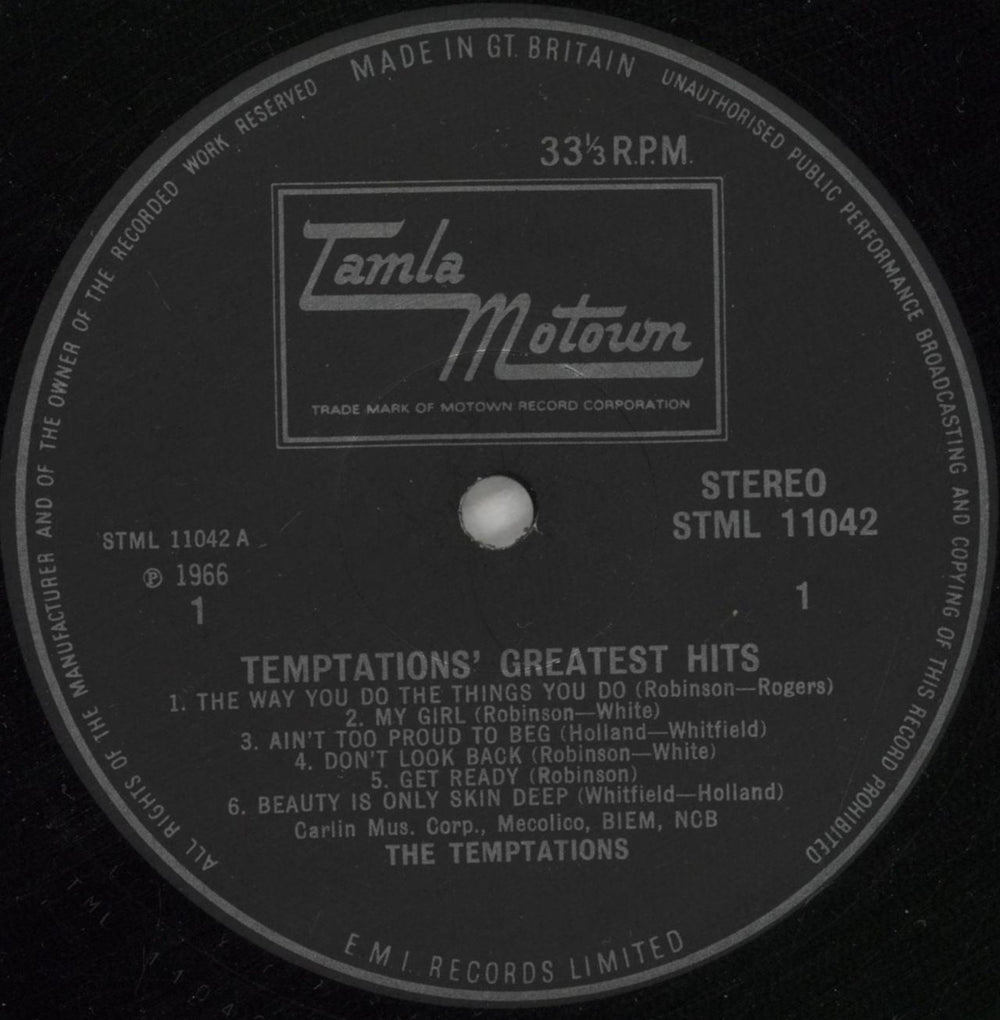 MADE IN GT. BRITAIN
UNAUTHORISED PUBLIC PERFORMANCE BROADCASTING AND COPYING OF THIS RECORD PROHIBITED
ALL RIGHTS OF THE MANUFACTURER AND OF THE OWNER OF THE RECORDED WORK RESERVED
33⅓ R.P.M.
Tamla
Motown
TRADE MARK OF MOTOWN RECORD CORPORATION
STEREO
STML 11042
1
STML 11042 A
℗ 1966
1
TEMPTATIONS' GREATEST HITS
1. THE WAY YOU DO THE THINGS YOU DO (Robinson—Rogers)
2. MY GIRL (Robinson—White)
3. AIN'T TOO PROUD TO BEG (Holland—Whitfield)
4. DON'T LOOK BACK (Robinson—White)
5. GET READY (Robinson)
6. BEAUTY IS ONLY SKIN DEEP (Whitfield—Holland)
Carlin Mus. Corp., Mecolico, BIEM, NCB
THE TEMPTATIONS
E.M.I. RECORDS LIMITED